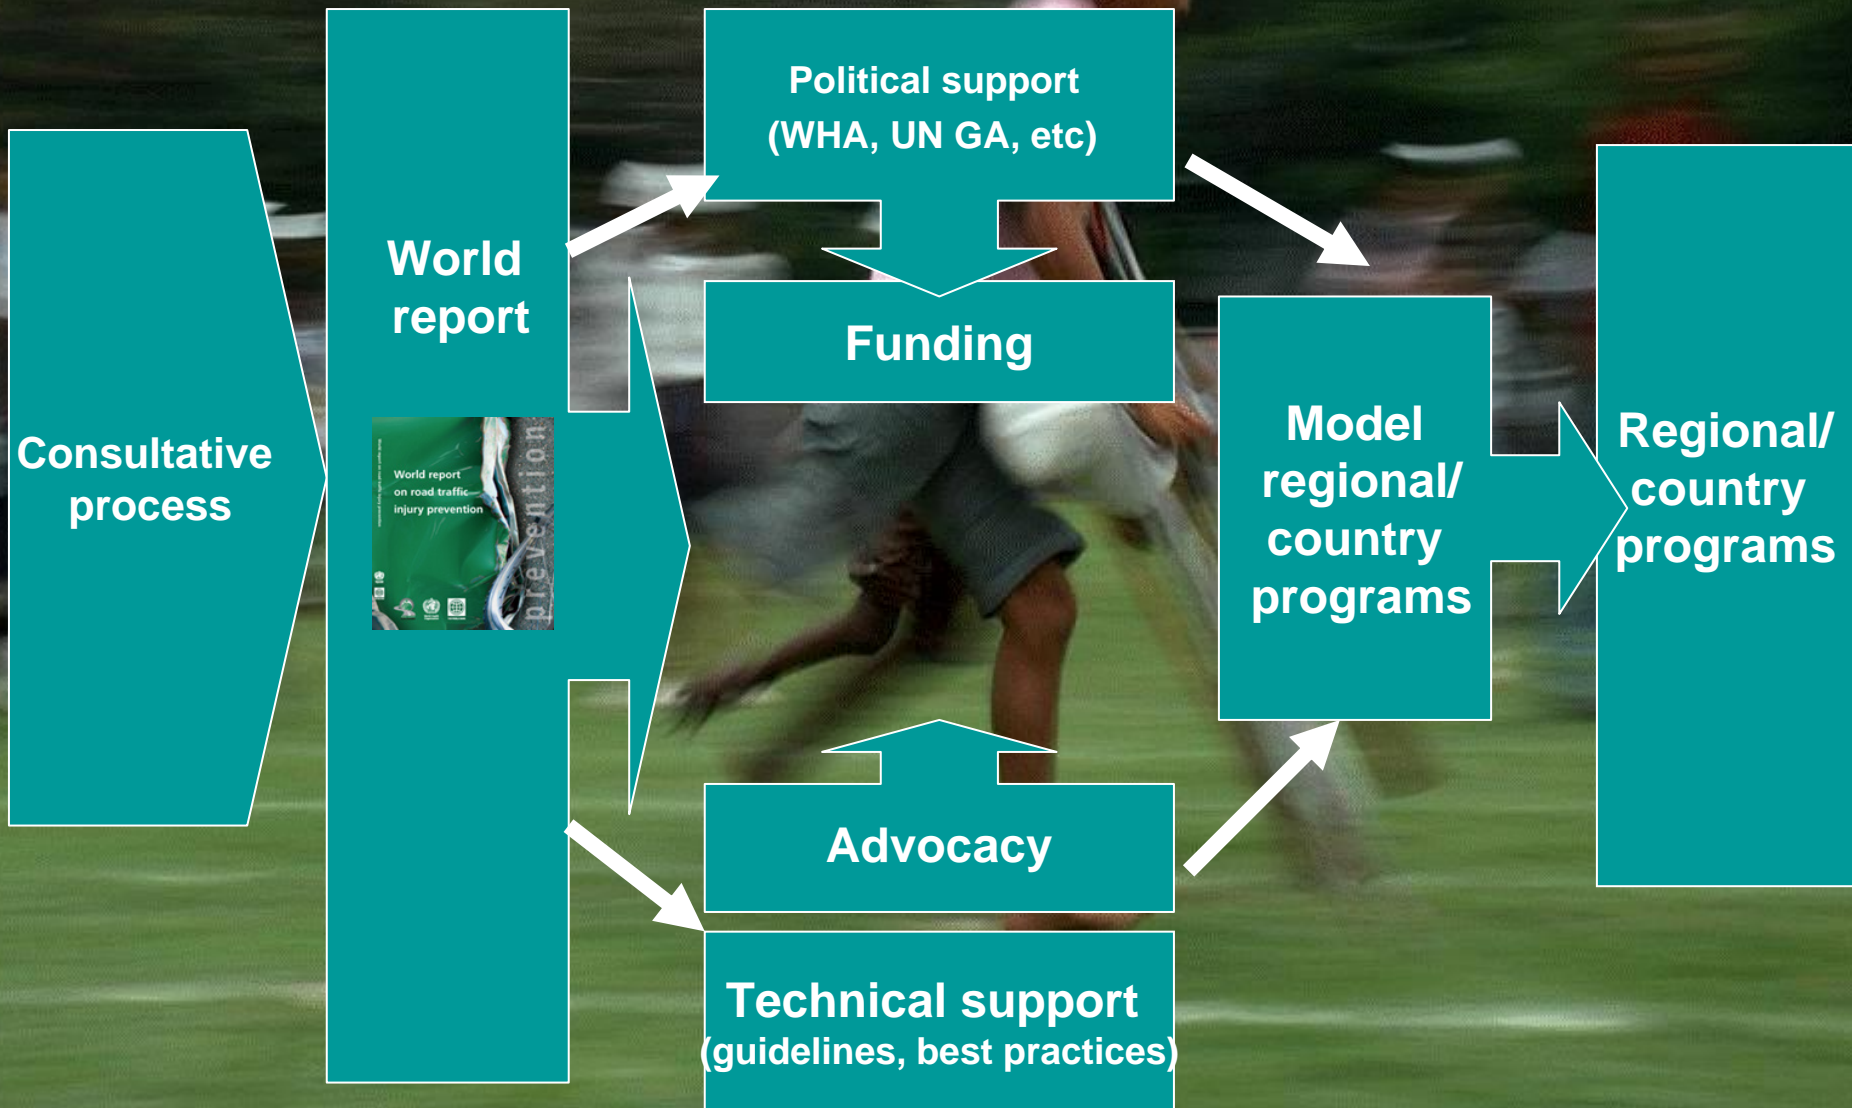 Consultative
process
World
report
World report
on road traffic
injury prevention
prevention
Political support
(WHA, UN GA, etc)
Funding
Advocacy
Technical support
(guidelines, best practices)
Model
regional/
country
programs
Regional/
country
programs